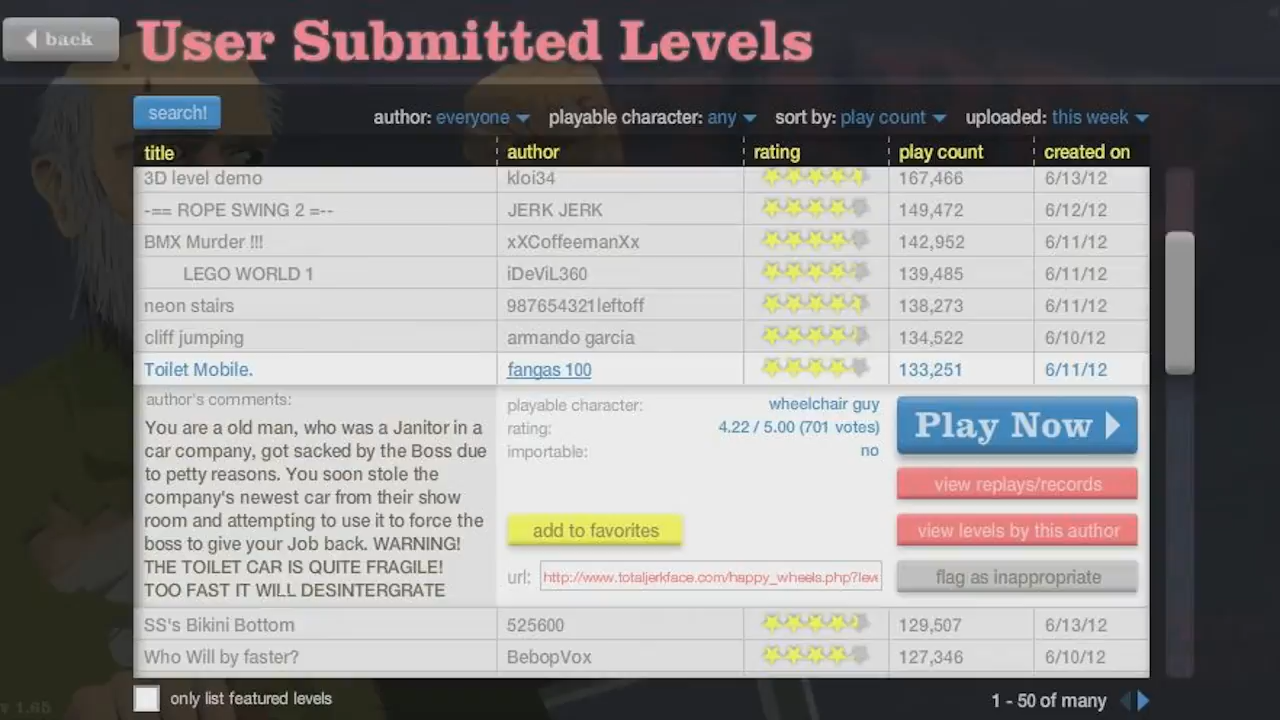 back
User Submitted Levels
search!
author: everyone playable character: any sort by: play count uploaded: this week
title author rating play count created on
3D level demo kloi34 167,466 6/13/12
-== ROPE SWING 2 =-- JERK JERK 149,472 6/12/12
BMX Murder !!! xXCoffeemanXx 142,952 6/11/12
LEGO WORLD 1 iDeViL360 139,485 6/11/12
neon stairs 987654321leftoff 138,273 6/11/12
cliff jumping armando garcia 134,522 6/10/12
Toilet Mobile. fangas 100 133,251 6/11/12
author's comments:
You are a old man, who was a Janitor in a
car company, got sacked by the Boss due
to petty reasons. You soon stole the
company's newest car from their show
room and attempting to use it to force the
boss to give your Job back. WARNING!
THE TOILET CAR IS QUITE FRAGILE!
TOO FAST IT WILL DESINTERGRATE
playable character: wheelchair guy
rating: 4.22 / 5.00 (701 votes)
importable: no
add to favorites
url: http://www.totaljerkface.com/happy_wheels.php?leve
Play Now
view replays/records
view levels by this author
flag as inappropriate
SS's Bikini Bottom 525600 129,507 6/13/12
Who Will by faster? BebopVox 127,346 6/10/12
only list featured levels
1 - 50 of many
v 1.65